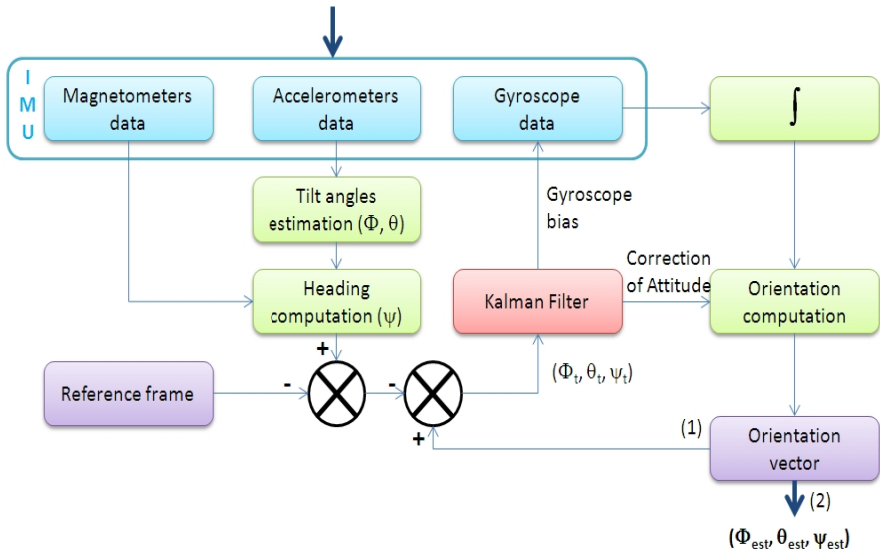 I
M
U
Magnetometers
data
Accelerometers
data
Gyroscope
data
∫
Tilt angles
estimation (Φ, θ)
Gyroscope
bias
Correction
of Attitude
Heading
computation (ψ)
Kalman Filter
Orientation
computation
+
Reference frame
-
-
+
(Φt, θt, ψt)
(1)
Orientation
vector
(2)
(Φest, θest, ψest)